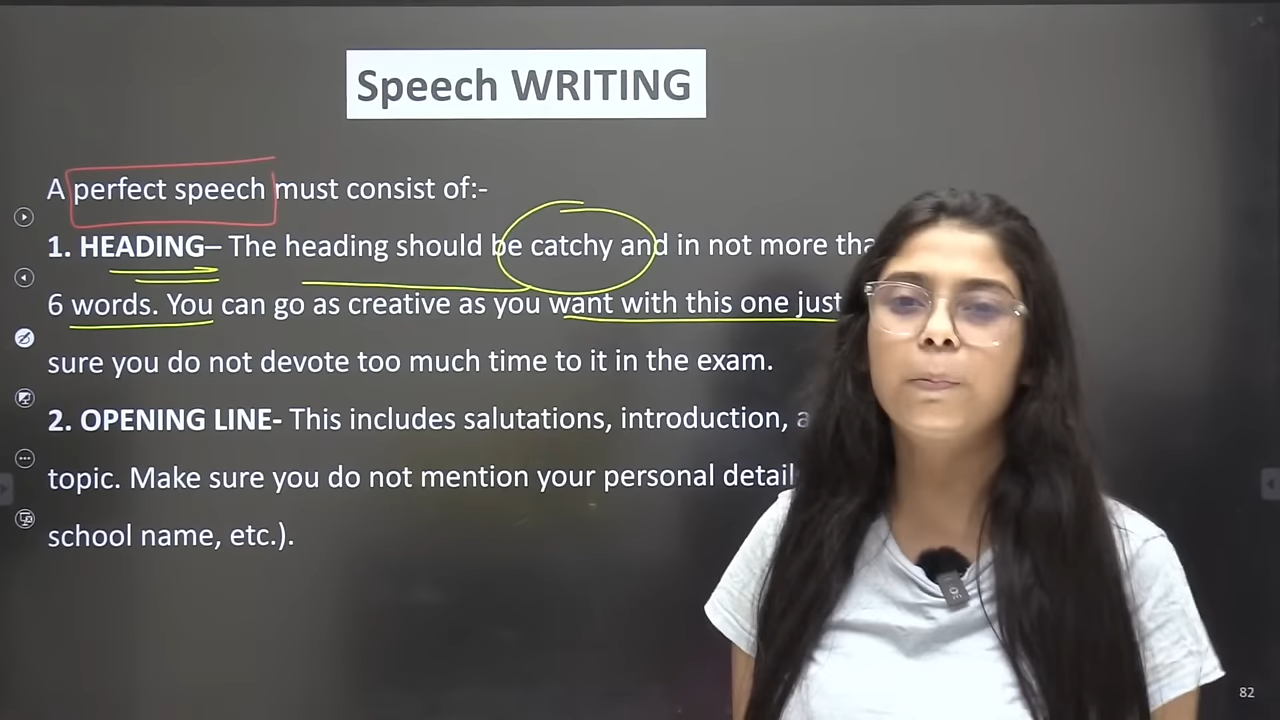 Speech WRITING
A perfect speech must consist of:-
1. HEADING– The heading should be catchy and in not more
6 words. You can go as creative as you want with this one just
sure you do not devote too much time to it in the exam.
2. OPENING LINE- This includes salutations, introduction,
topic. Make sure you do not mention your personal
school name, etc.).
82